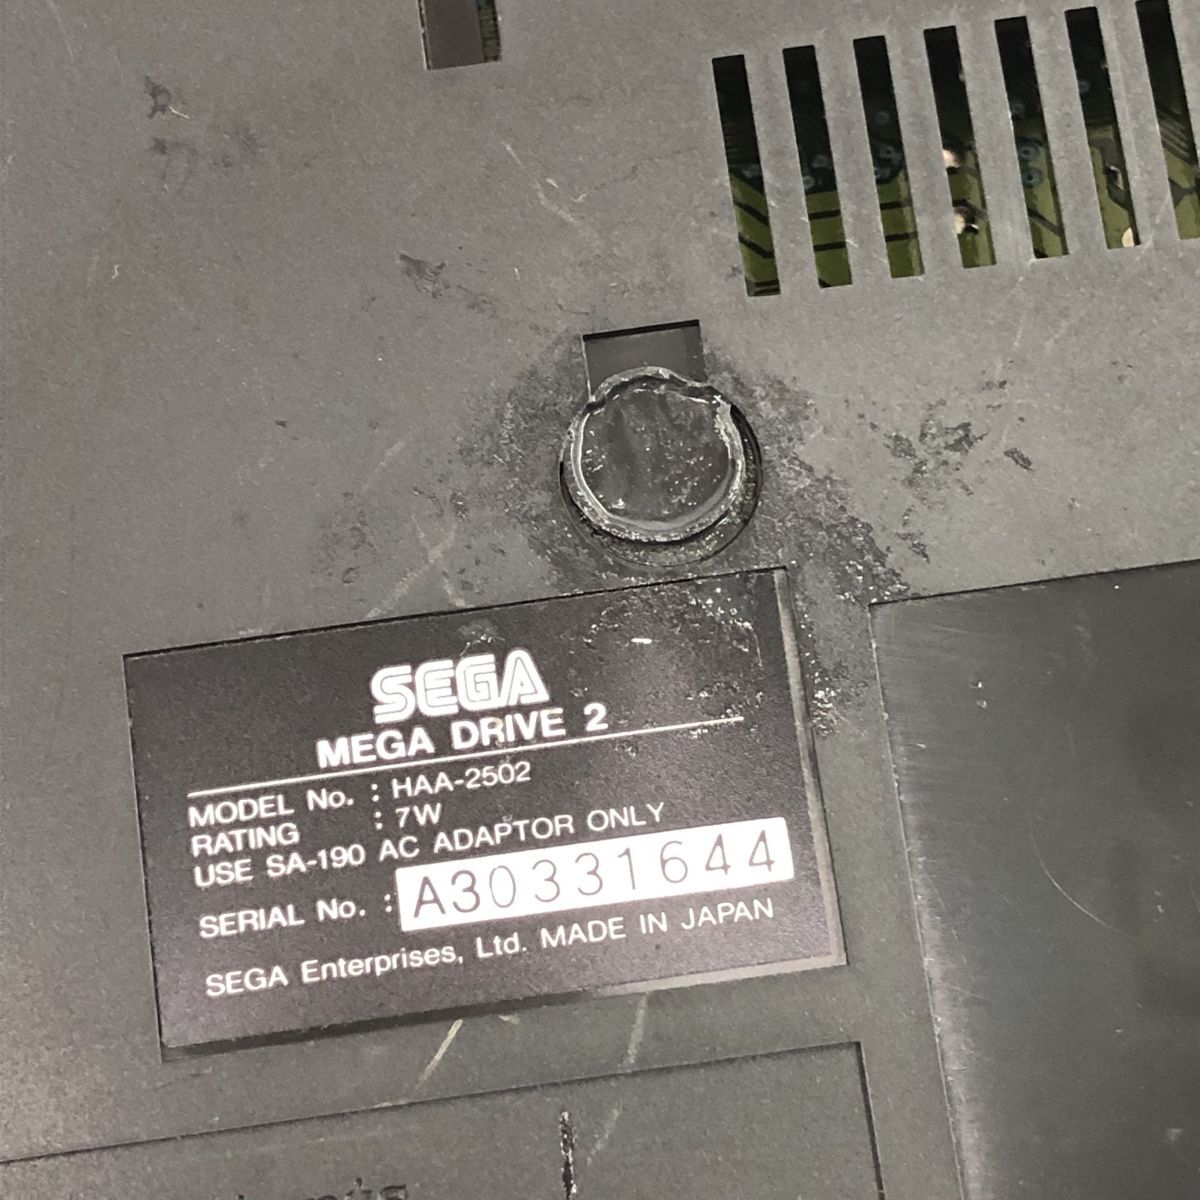 SEGA
MEGA DRIVE 2
MODEL No. : HAA-2502
RATING : 7W
USE SA-190 AC ADAPTOR ONLY
SERIAL No. : A30331644
SEGA Enterprises, Ltd. MADE IN JAPAN